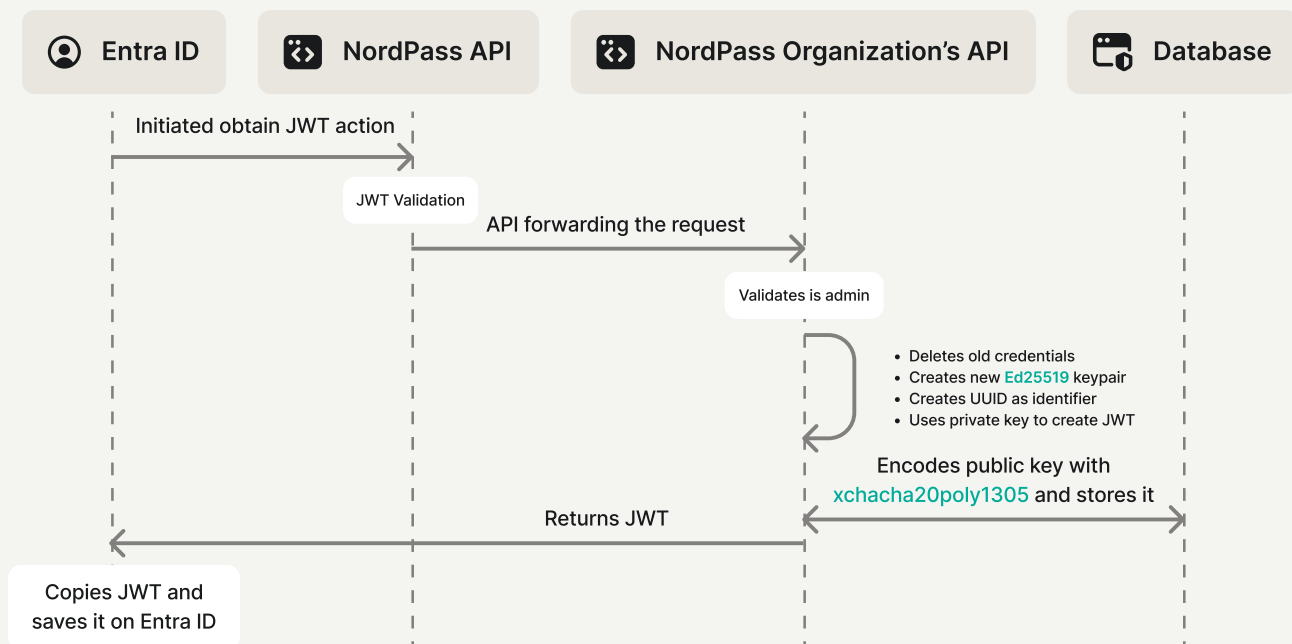 Entra ID
NordPass API
NordPass Organization’s API
Database
Initiated obtain JWT action
JWT Validation
API forwarding the request
Validates is admin
• Deletes old credentials
• Creates new Ed25519 keypair
• Creates UUID as identifier
• Uses private key to create JWT
Encodes public key with
xchacha20poly1305 and stores it
Returns JWT
Copies JWT and
saves it on Entra ID